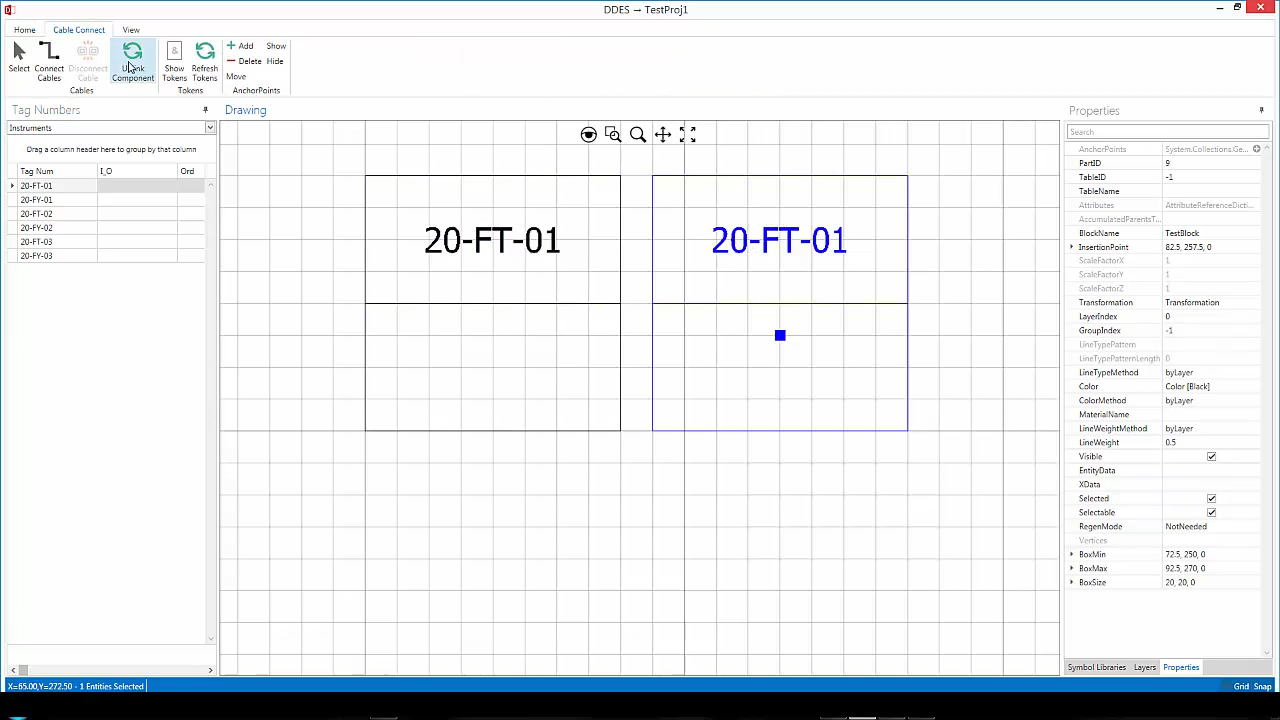 DDES → TestProj1
Home Cable Connect View
Select Connect Cables Disconnect Cable Component Show Tokens Refresh Tokens Add Delete Move Show Hide
Cables Tokens AnchorPoints
Tag Numbers
Instruments
Drag a column header here to group by that column
Tag Num I_O Ord
20-FT-01
20-FY-01
20-FT-02
20-FY-02
20-FT-03
20-FY-03
Drawing
20-FT-01 20-FT-01
Properties
Search
AnchorPoints System.Collections.Ge...
PartID 9
TableID -1
TableName
Attributes AttributeReferenceDicti...
AccumulatedParentsT...
BlockName TestBlock
InsertionPoint 82.5, 257.5, 0
ScaleFactorX 1
ScaleFactorY 1
ScaleFactorZ 1
Transformation Transformation
LayerIndex 0
GroupIndex -1
LineTypePattern
LineTypePatternLength 0
LineTypeMethod byLayer
Color Color [Black]
ColorMethod byLayer
MaterialName
LineWeightMethod byLayer
LineWeight 0.5
Visible
EntityData
XData
Selected
Selectable
RegenMode NotNeeded
Vertices
BoxMin 72.5, 250, 0
BoxMax 92.5, 270, 0
BoxSize 20, 20, 0
Symbol Libraries Layers Properties
X=65.00,Y=272.50 - 1 Entities Selected
Grid Snap